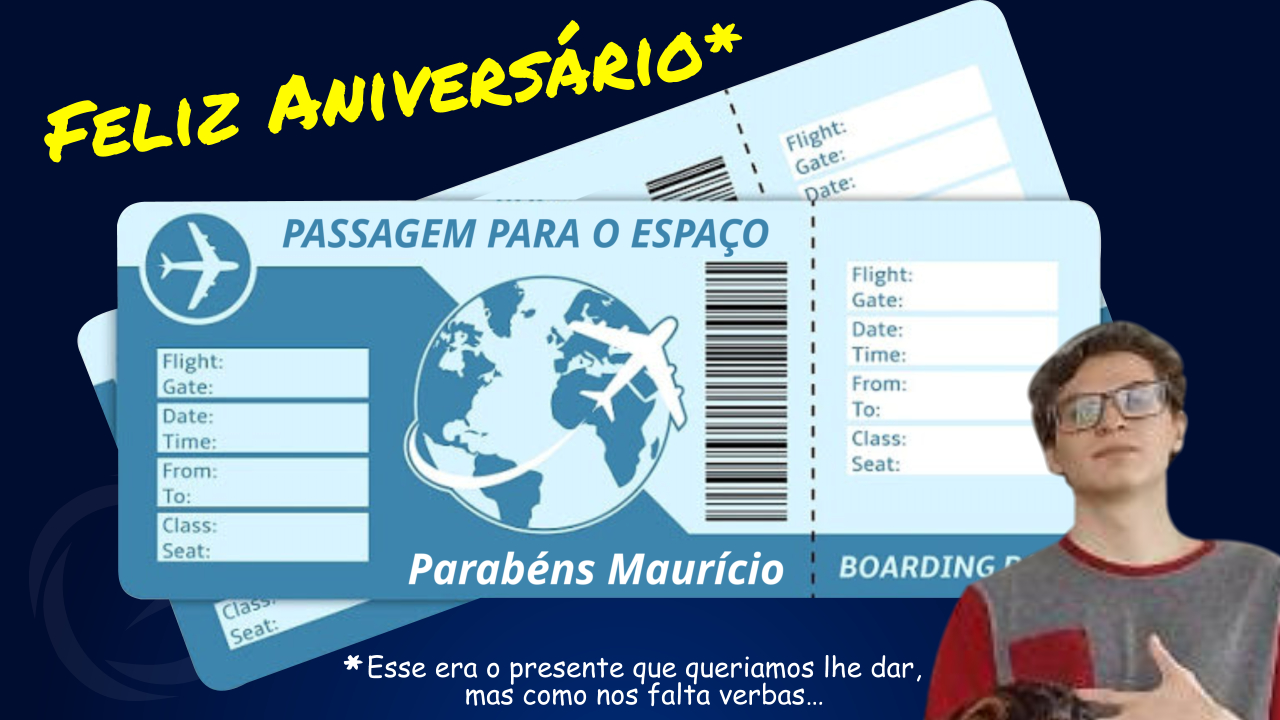 Feliz Aniversário*
Flight:
Gate:
Date:
PASSAGEM PARA O ESPAÇO
Flight:
Gate:
Date:
Time:
From:
To:
Class:
Seat:
Flight:
Gate:
Date:
Time:
From:
To:
Class:
Seat:
Parabéns Maurício
BOARDING
Class:
Seat:
*Esse era o presente que queriamos lhe dar,
mas como nos falta verbas...